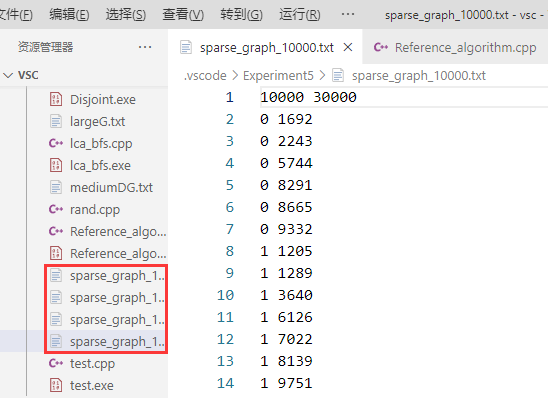 文件(F) 编辑(E) 选择(S) 查看(V) 转到(G) 运行(R) ··· sparse_graph_10000.txt - vsc -
资源管理器 ···
VSC
Disjoint.exe
largeG.txt
lca_bfs.cpp
lca_bfs.exe
mediumDG.txt
rand.cpp
Reference_algo...
Reference_algo...
sparse_graph_1...
sparse_graph_1...
sparse_graph_1...
sparse_graph_1...
test.cpp
test.exe
sparse_graph_10000.txt × Reference_algorithm.cpp
.vscode > Experiment5 > sparse_graph_10000.txt
1 10000 30000
2 0 1692
3 0 2243
4 0 5744
5 0 8291
6 0 8665
7 0 9332
8 1 1205
9 1 1289
10 1 3640
11 1 6126
12 1 7022
13 1 8139
14 1 9751